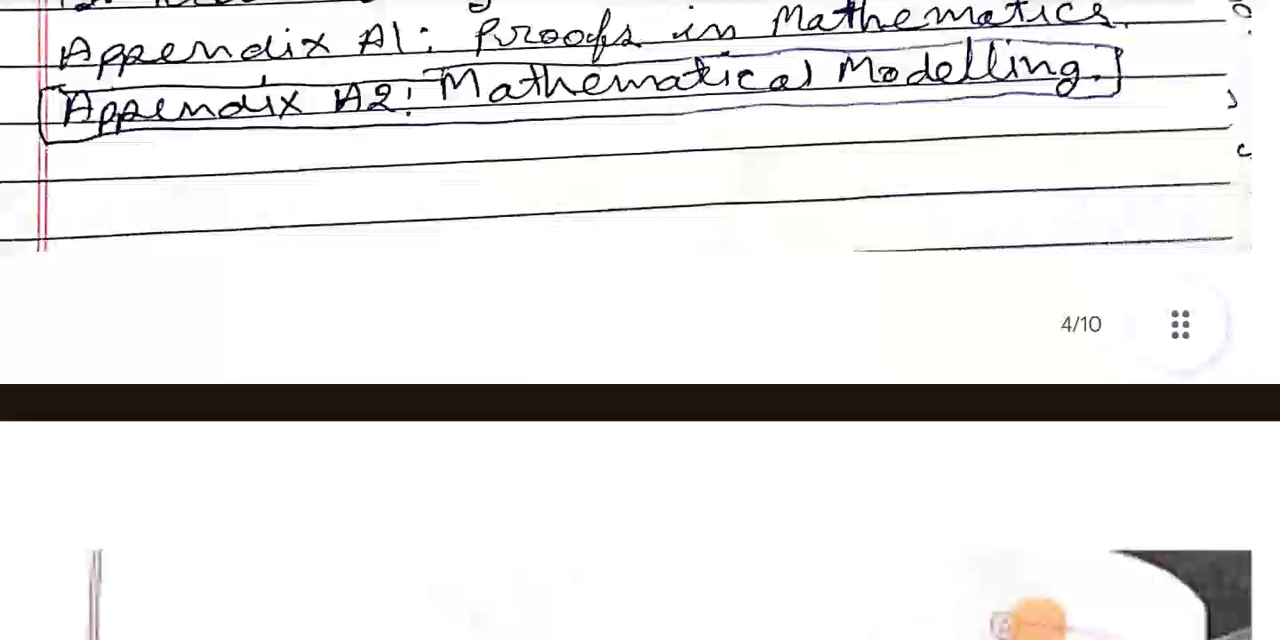 Appendix A1: Proofs in Mathematics.
Appendix A2: Mathematical Modelling.
4/10